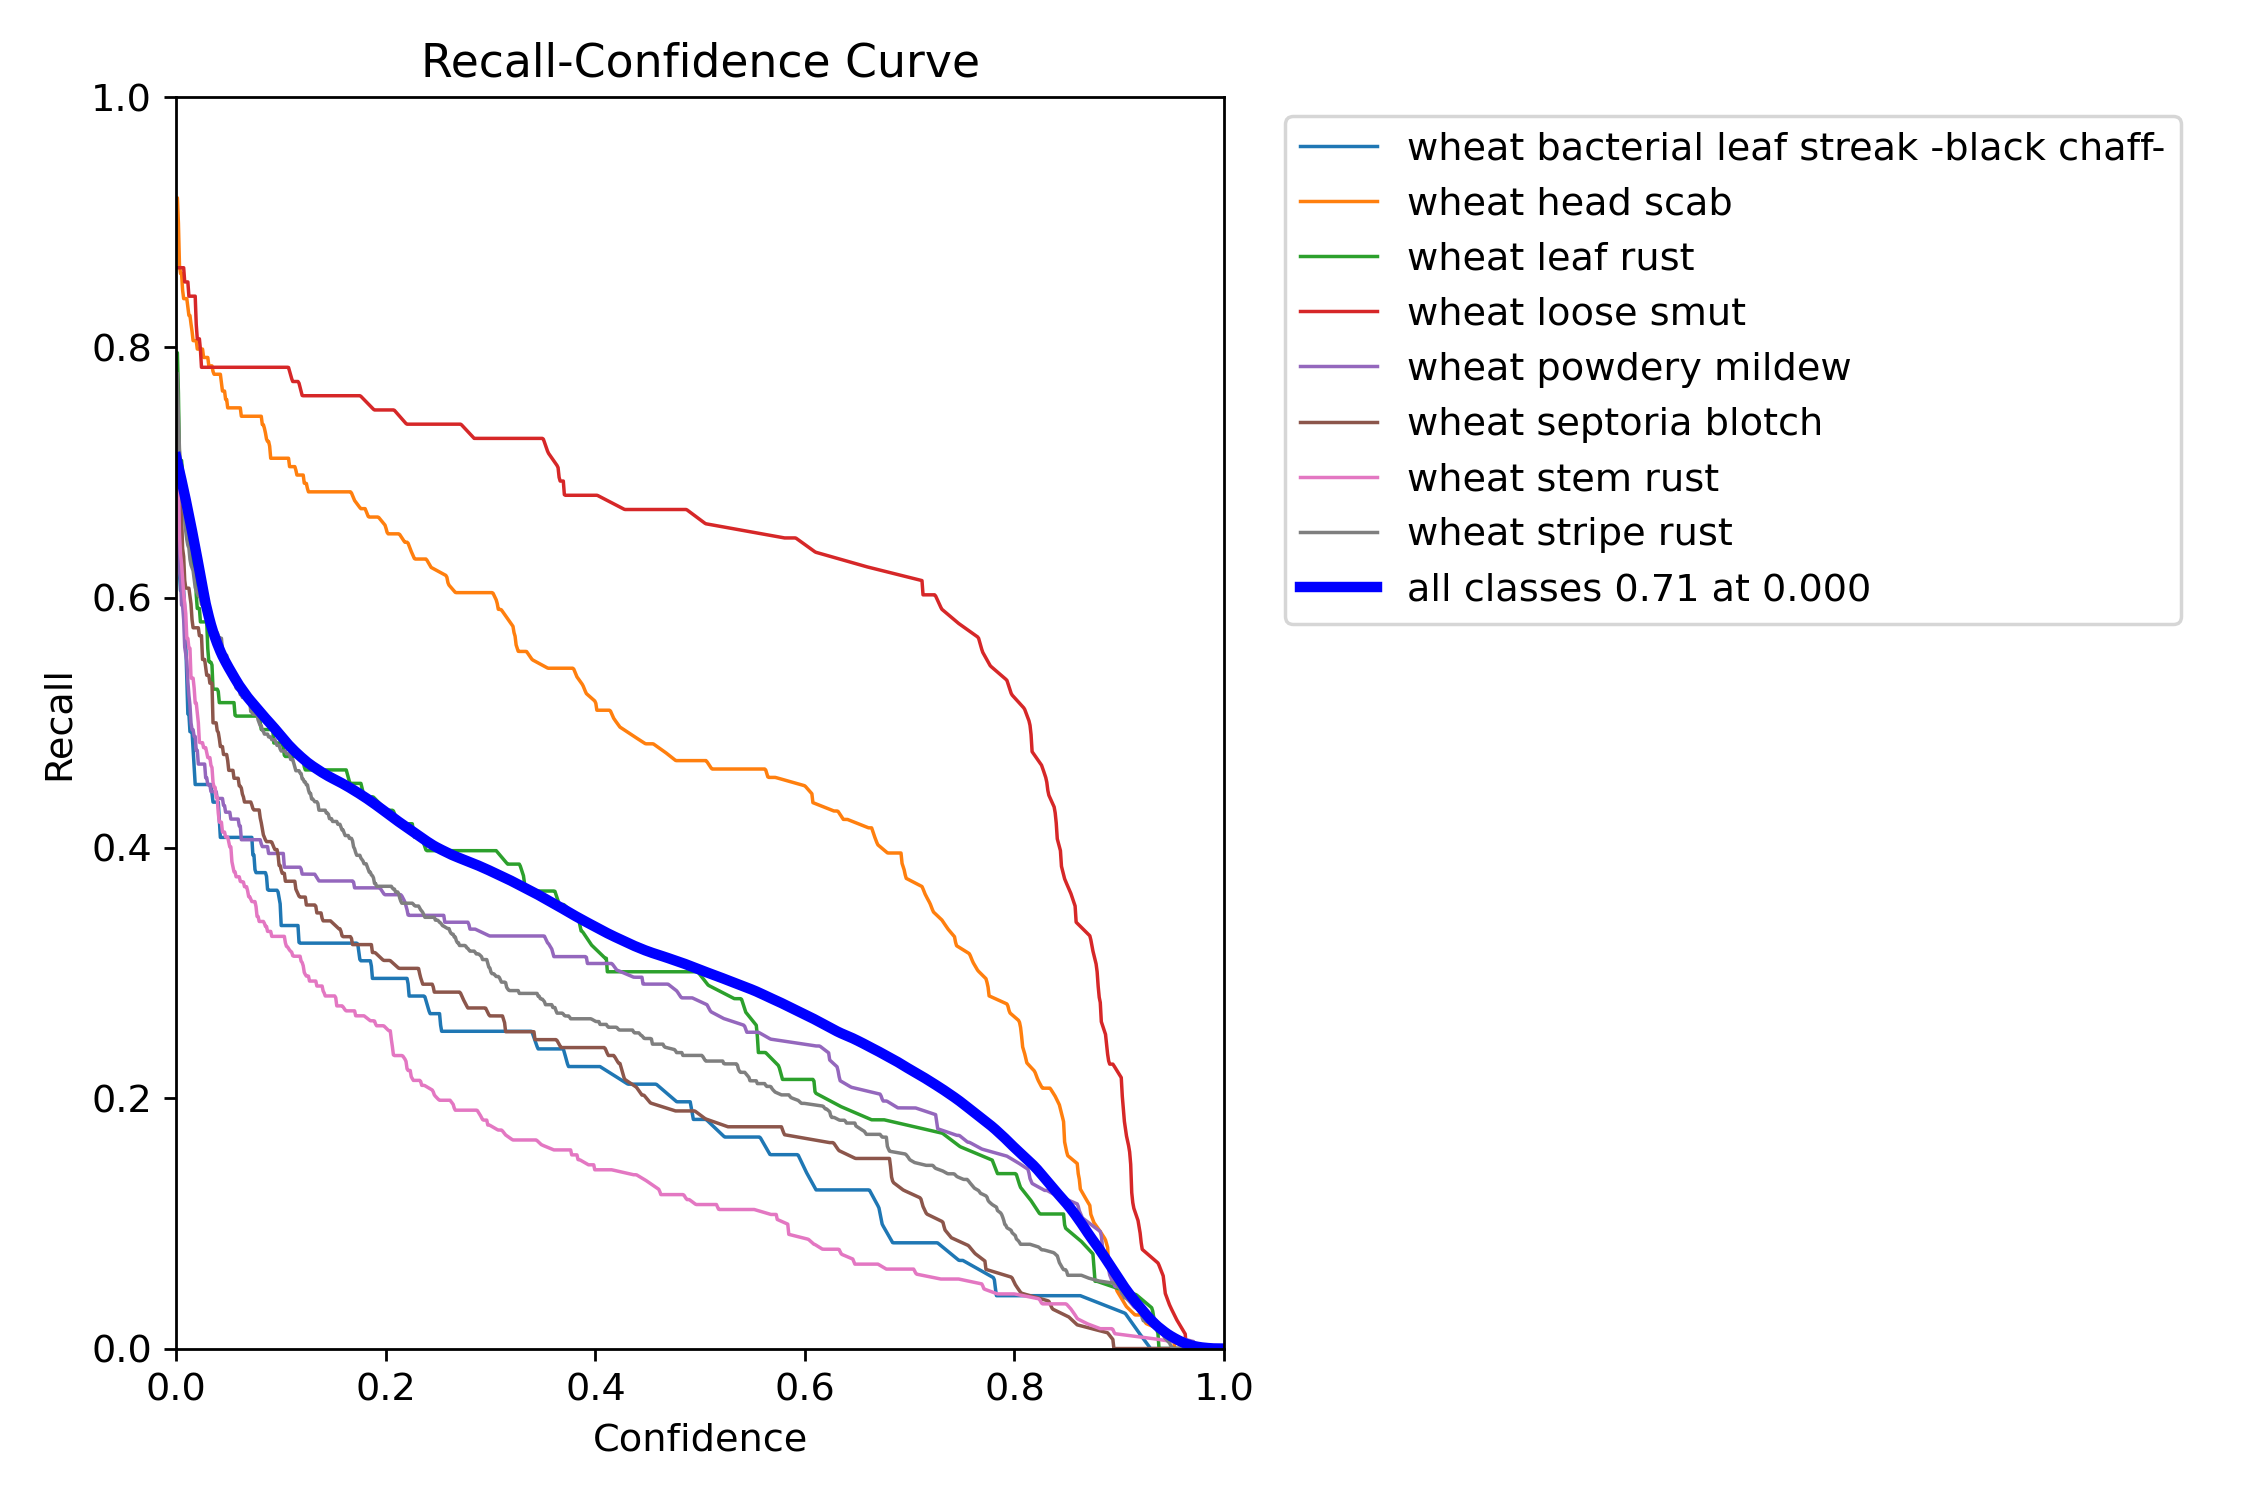 Recall-Confidence Curve
1.0
0.8
0.6
0.4
0.2
0.0
Recall
0.0 0.2 0.4 0.6 0.8 1.0
Confidence
wheat bacterial leaf streak -black chaff-
wheat head scab
wheat leaf rust
wheat loose smut
wheat powdery mildew
wheat septoria blotch
wheat stem rust
wheat stripe rust
all classes 0.71 at 0.000